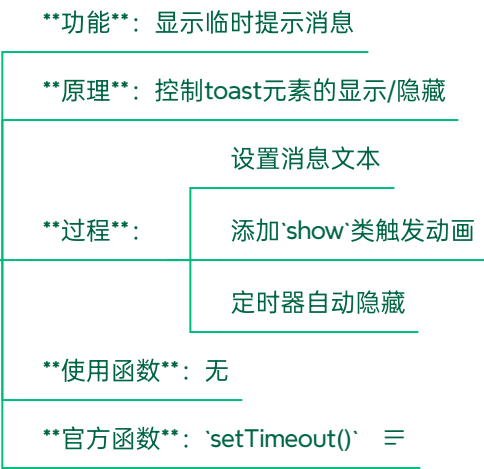 **功能**：显示临时提示消息
**原理**：控制toast元素的显示/隐藏
设置消息文本
**过程**：
添加`show`类触发动画
定时器自动隐藏
**使用函数**：无
**官方函数**：`setTimeout()`